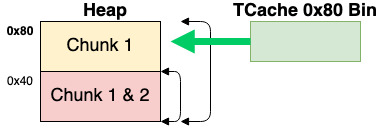 Heap
TCache 0x80 Bin
0x80
Chunk 1
0x40
Chunk 1 & 2